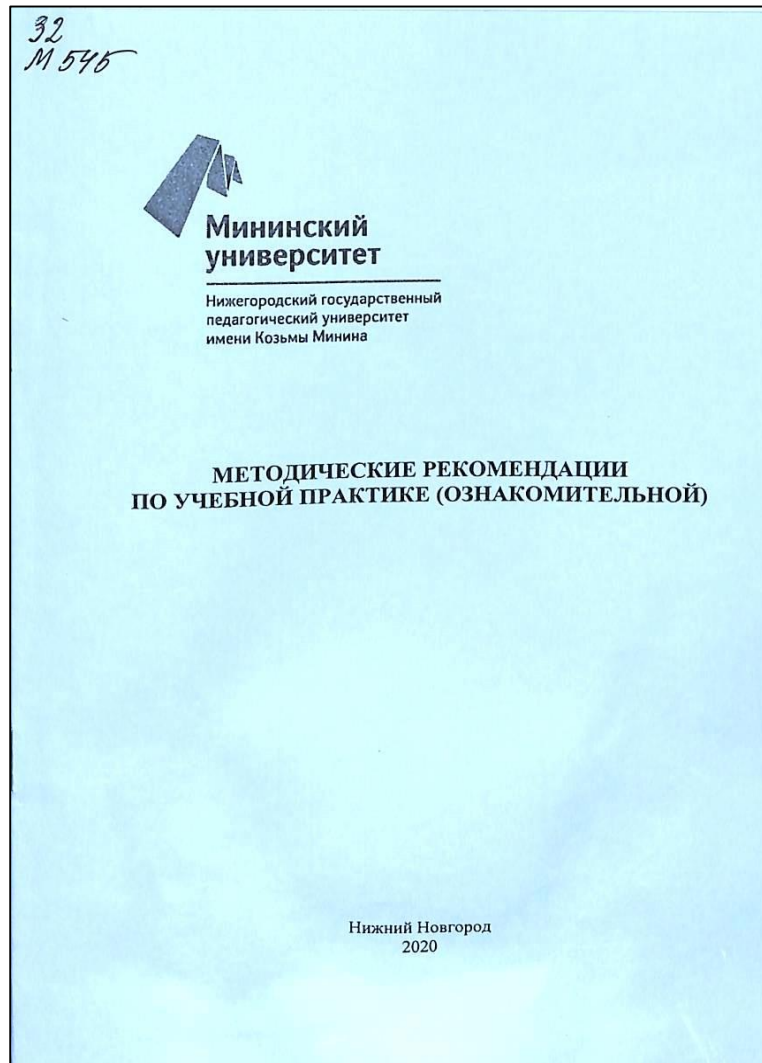 32
М 545
Мининский
университет
Нижегородский государственный
педагогический университет
имени Козьмы Минина
МЕТОДИЧЕСКИЕ РЕКОМЕНДАЦИИ
ПО УЧЕБНОЙ ПРАКТИКЕ (ОЗНАКОМИТЕЛЬНОЙ)
Нижний Новгород
2020